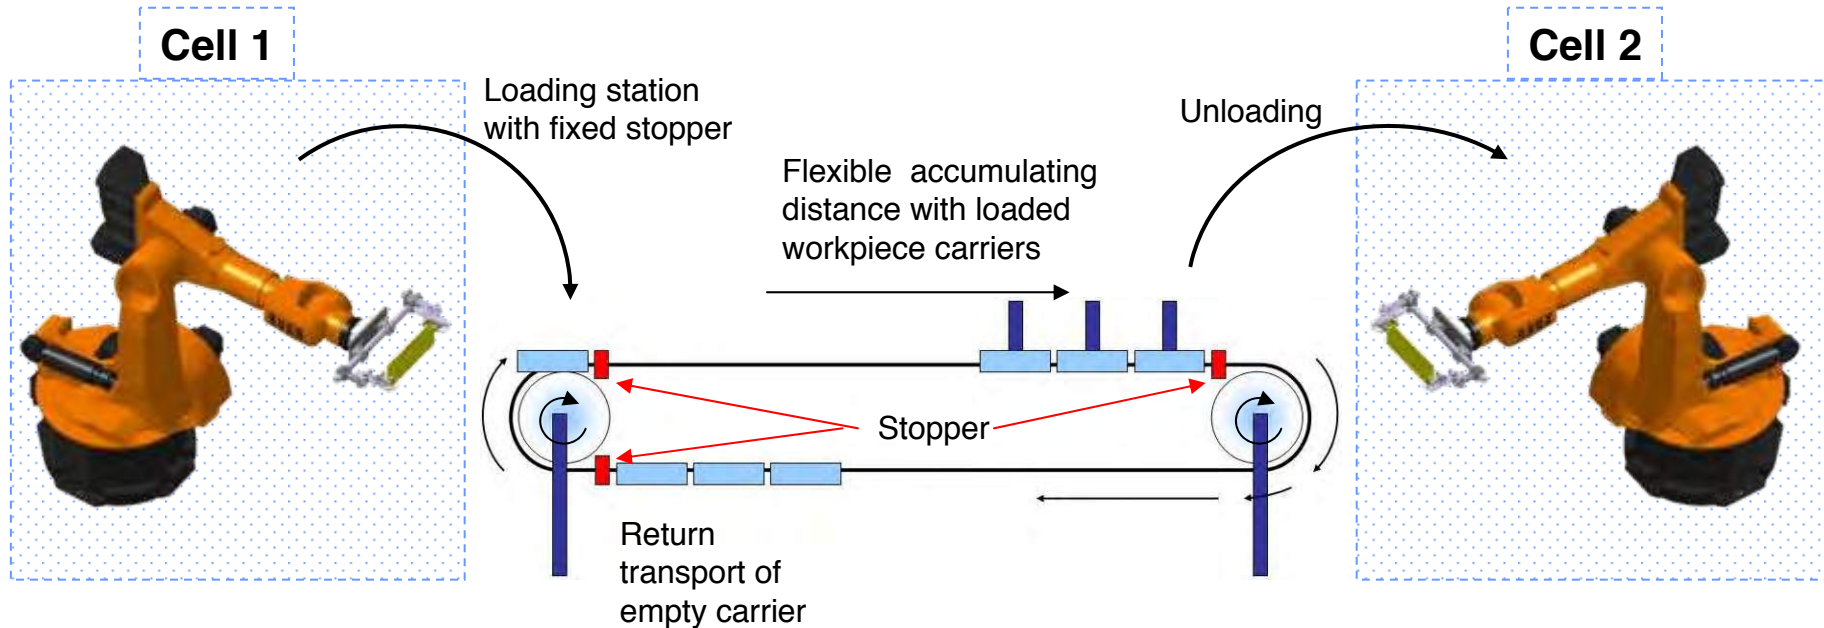 Cell 1
Cell 2
Loading station
with fixed stopper
Unloading
Flexible accumulating
distance with loaded
workpiece carriers
Stopper
Return
transport of
empty carrier